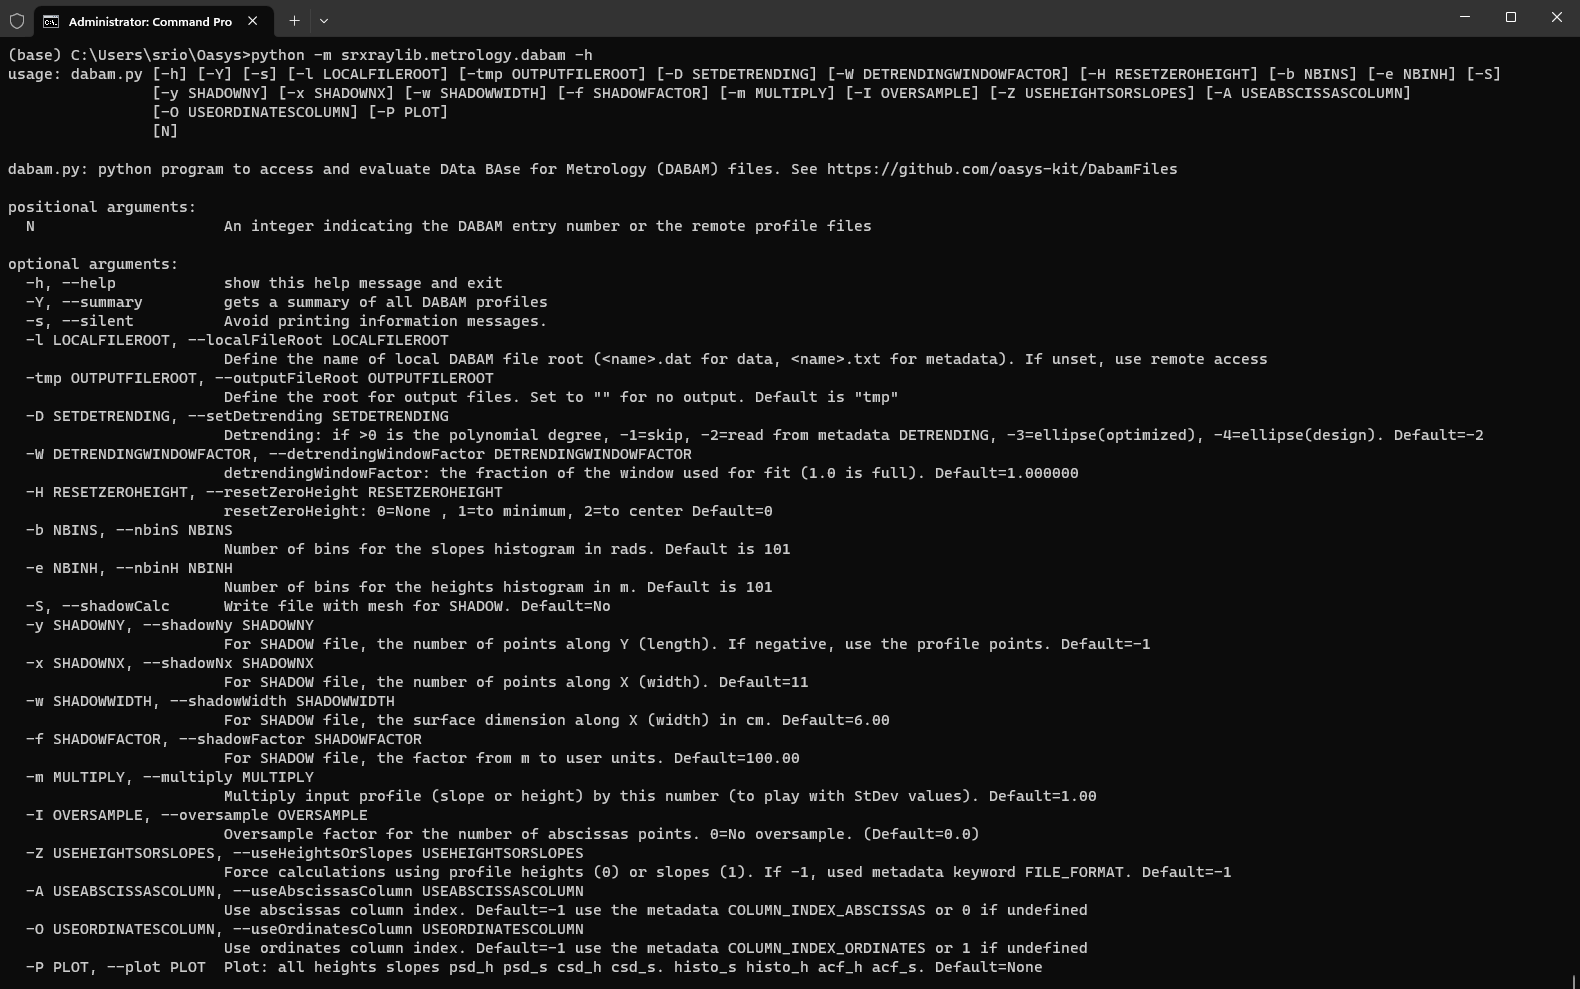 Administrator: Command Pro
(base) C:\Users\srio\Oasys>python -m srxraylib.metrology.dabam -h
usage: dabam.py [-h] [-Y] [-s] [-l LOCALFILEROOT] [-tmp OUTPUTFILEROOT] [-D SETDETRENDING] [-W DETRENDINGWINDOWFACTOR] [-H RESETZEROHEIGHT] [-b NBINS] [-e NBINH] [-S]
[-y SHADOWNY] [-x SHADOWNX] [-w SHADOWWIDTH] [-f SHADOWFACTOR] [-m MULTIPLY] [-I OVERSAMPLE] [-Z USEHEIGHTSORSLOPES] [-A USEABSCISSASCOLUMN]
[-O USEORDINATESCOLUMN] [-P PLOT]
[N]
dabam.py: python program to access and evaluate DAta BAse for Metrology (DABAM) files. See https://github.com/oasys-kit/DabamFiles
positional arguments:
N An integer indicating the DABAM entry number or the remote profile files
optional arguments:
-h, --help show this help message and exit
-Y, --summary gets a summary of all DABAM profiles
-s, --silent Avoid printing information messages.
-l LOCALFILEROOT, --localFileRoot LOCALFILEROOT
Define the name of local DABAM file root (<name>.dat for data, <name>.txt for metadata). If unset, use remote access
-tmp OUTPUTFILEROOT, --outputFileRoot OUTPUTFILEROOT
Define the root for output files. Set to "" for no output. Default is "tmp"
-D SETDETRENDING, --setDetrending SETDETRENDING
Detrending: if >0 is the polynomial degree, -1=skip, -2=read from metadata DETRENDING, -3=ellipse(optimized), -4=ellipse(design). Default=-2
-W DETRENDINGWINDOWFACTOR, --detrendingWindowFactor DETRENDINGWINDOWFACTOR
detrendingWindowFactor: the fraction of the window used for fit (1.0 is full). Default=1.000000
-H RESETZEROHEIGHT, --resetZeroHeight RESETZEROHEIGHT
resetZeroHeight: 0=None , 1=to minimum, 2=to center Default=0
-b NBINS, --nbinS NBINS
Number of bins for the slopes histogram in rads. Default is 101
-e NBINH, --nbinH NBINH
Number of bins for the heights histogram in m. Default is 101
-S, --shadowCalc Write file with mesh for SHADOW. Default=No
-y SHADOWNY, --shadowNy SHADOWNY
For SHADOW file, the number of points along Y (length). If negative, use the profile points. Default=-1
-x SHADOWNX, --shadowNx SHADOWNX
For SHADOW file, the number of points along X (width). Default=11
-w SHADOWWIDTH, --shadowWidth SHADOWWIDTH
For SHADOW file, the surface dimension along X (width) in cm. Default=6.00
-f SHADOWFACTOR, --shadowFactor SHADOWFACTOR
For SHADOW file, the factor from m to user units. Default=100.00
-m MULTIPLY, --multiply MULTIPLY
Multiply input profile (slope or height) by this number (to play with StDev values). Default=1.00
-I OVERSAMPLE, --oversample OVERSAMPLE
Oversample factor for the number of abscissas points. 0=No oversample. (Default=0.0)
-Z USEHEIGHTSORSLOPES, --useHeightsOrSlopes USEHEIGHTSORSLOPES
Force calculations using profile heights (0) or slopes (1). If -1, used metadata keyword FILE_FORMAT. Default=-1
-A USEABSCISSASCOLUMN, --useAbscissasColumn USEABSCISSASCOLUMN
Use abscissas column index. Default=-1 use the metadata COLUMN_INDEX_ABSCISSAS or 0 if undefined
-O USEORDINATESCOLUMN, --useOrdinatesColumn USEORDINATESCOLUMN
Use ordinates column index. Default=-1 use the metadata COLUMN_INDEX_ORDINATES or 1 if undefined
-P PLOT, --plot PLOT Plot: all heights slopes psd_h psd_s csd_h csd_s. histo_s histo_h acf_h acf_s. Default=None